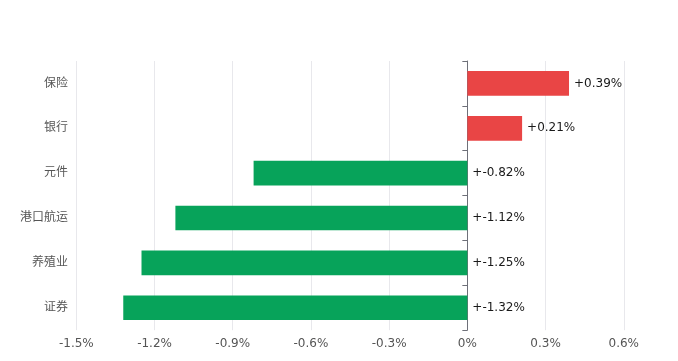 保险 +0.39%
银行 +0.21%
元件 +-0.82%
港口航运 +-1.12%
养殖业 +-1.25%
证券 +-1.32%
-1.5% -1.2% -0.9% -0.6% -0.3% 0% 0.3% 0.6%